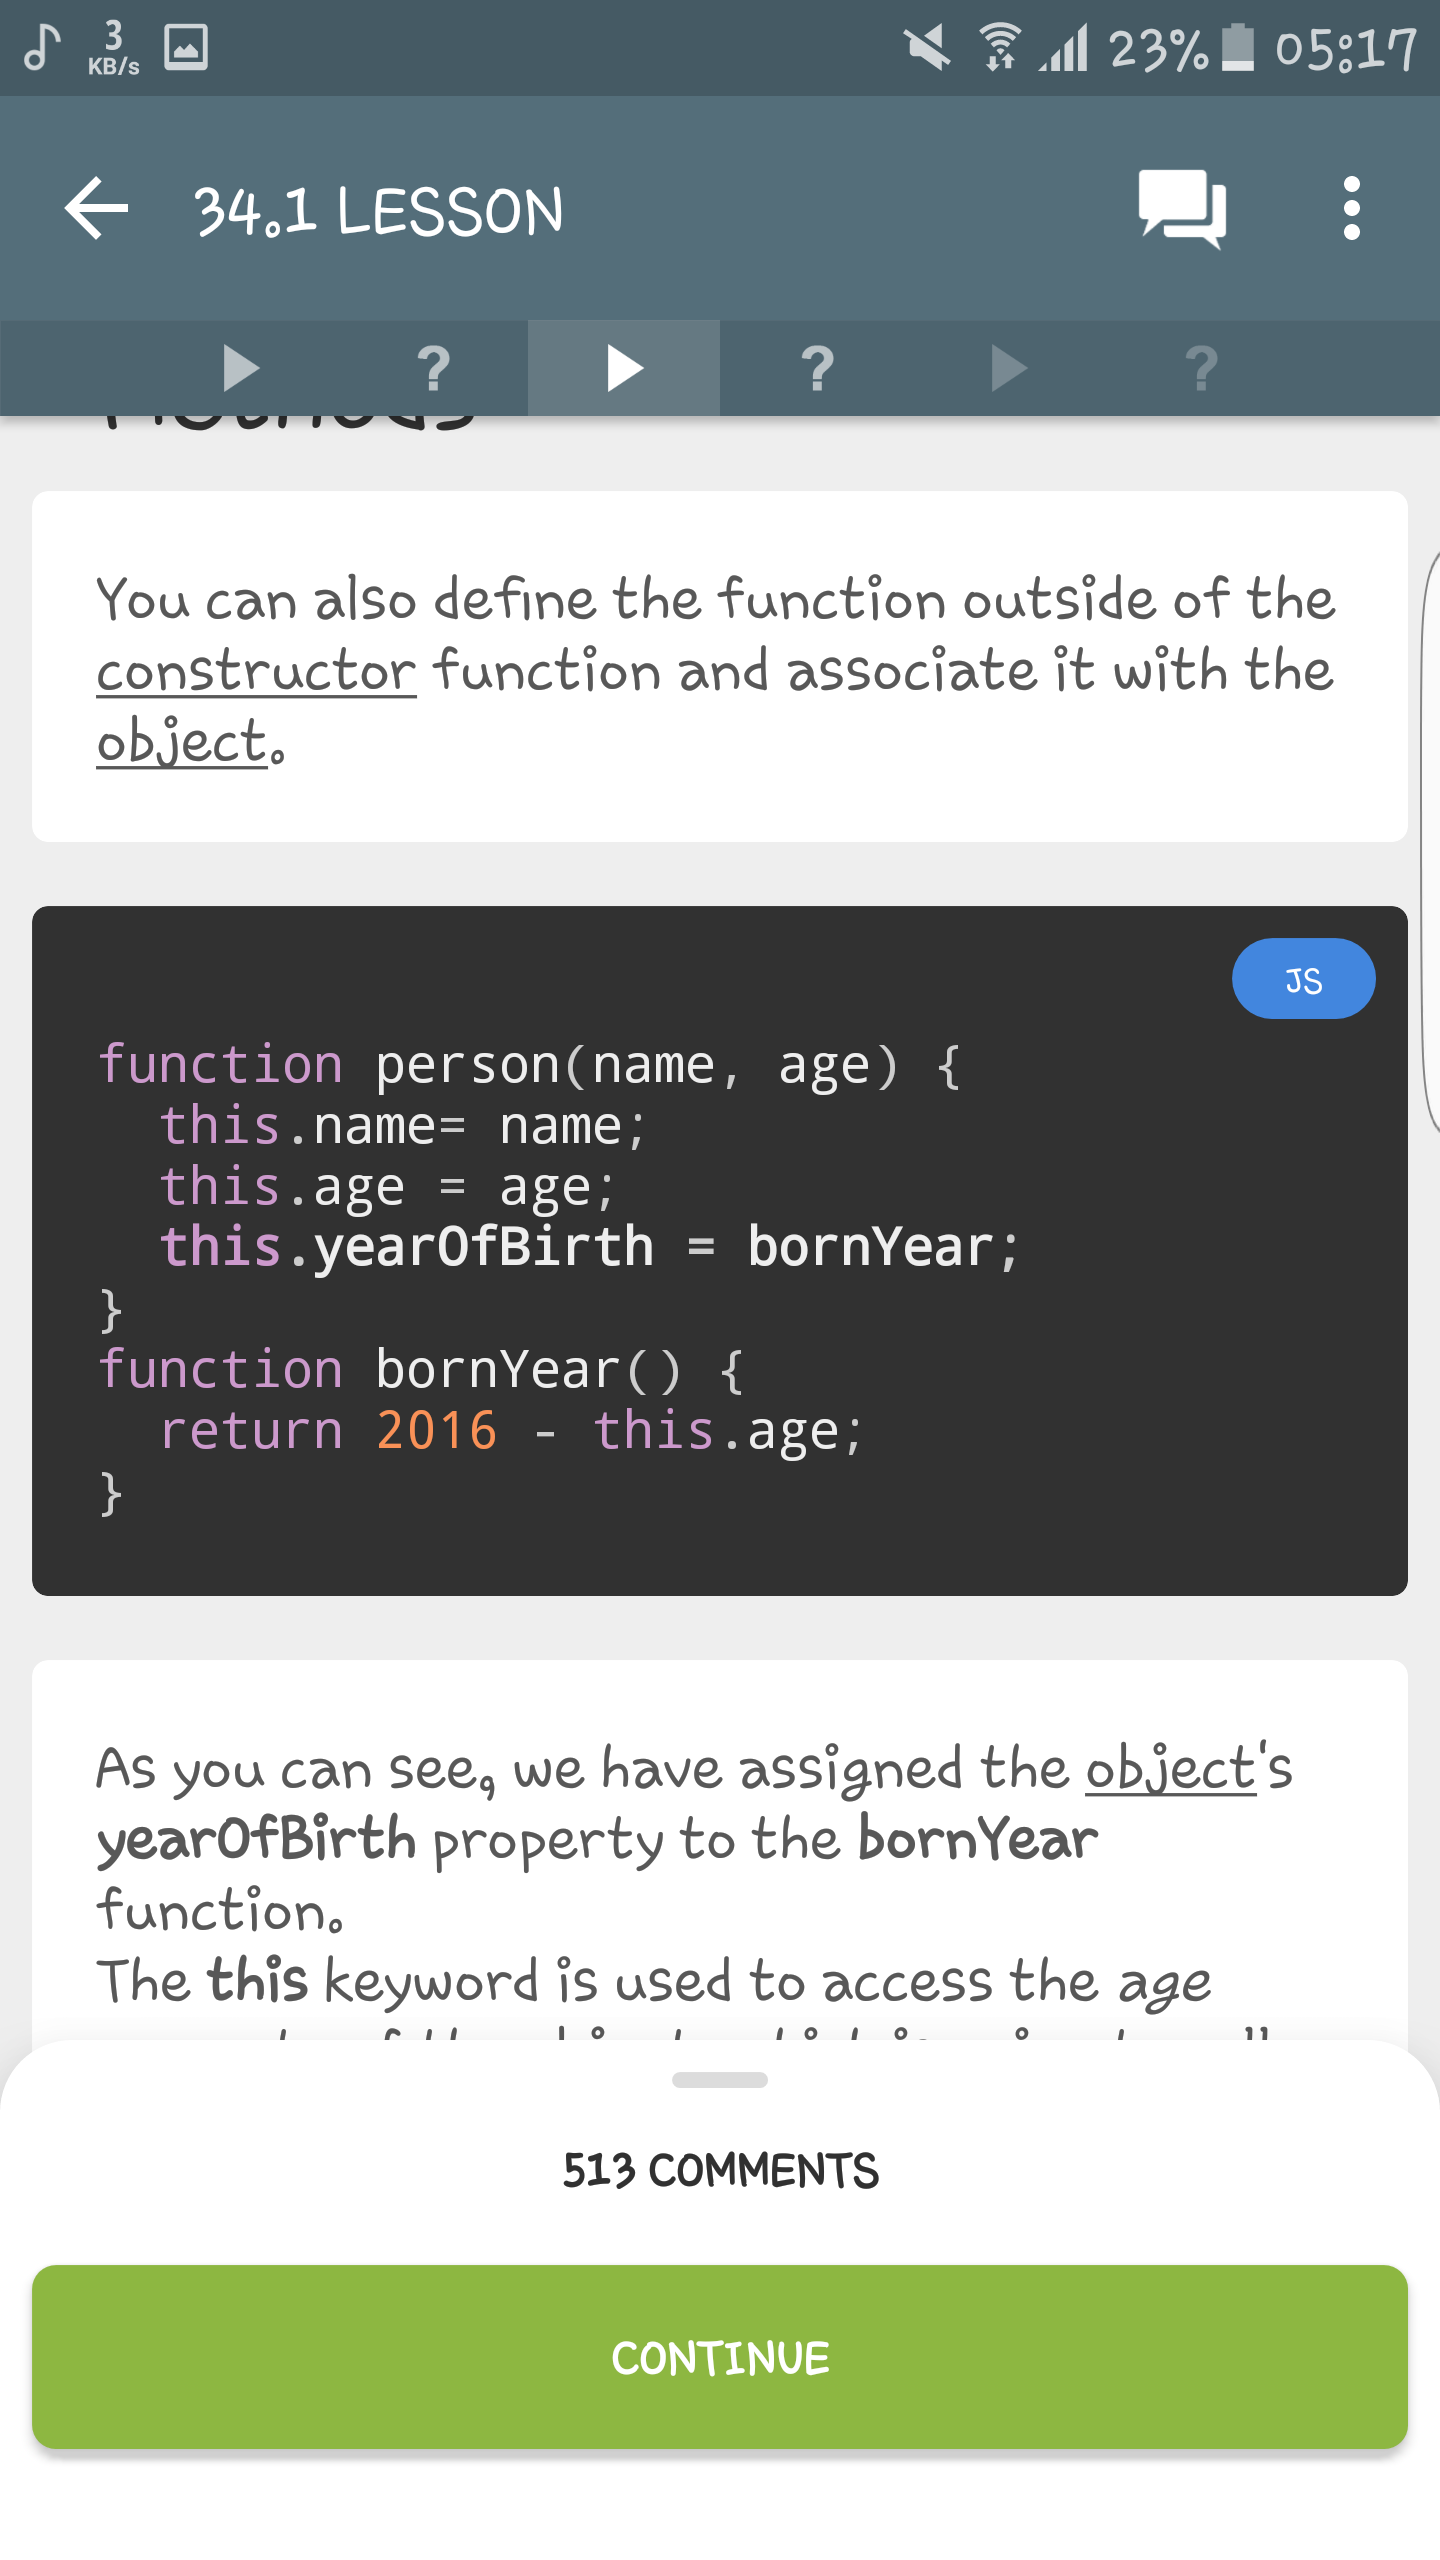 3
KB/s
23% 05:17
34.1 LESSON
? ? ?
Methods
You can also define the function outside of the
constructor function and associate it with the
object.
JS
function person(name, age) {
  this.name= name;
  this.age = age;
  this.yearOfBirth = bornYear;
}
function bornYear() {
  return 2016 - this.age;
}
As you can see, we have assigned the object's
yearOfBirth property to the bornYear
function.
The this keyword is used to access the age
513 COMMENTS
CONTINUE